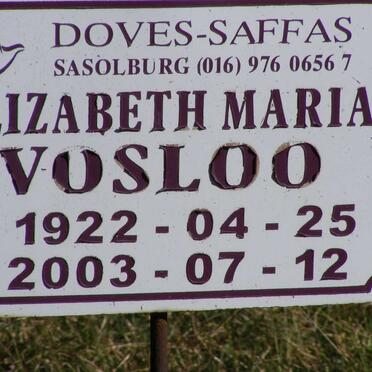 DOVES-SAFFAS
SASOLBURG (016) 976 0656 7
LIZABETH MARIA
VOSLOO
1922 - 04 - 25
2003 - 07 - 12